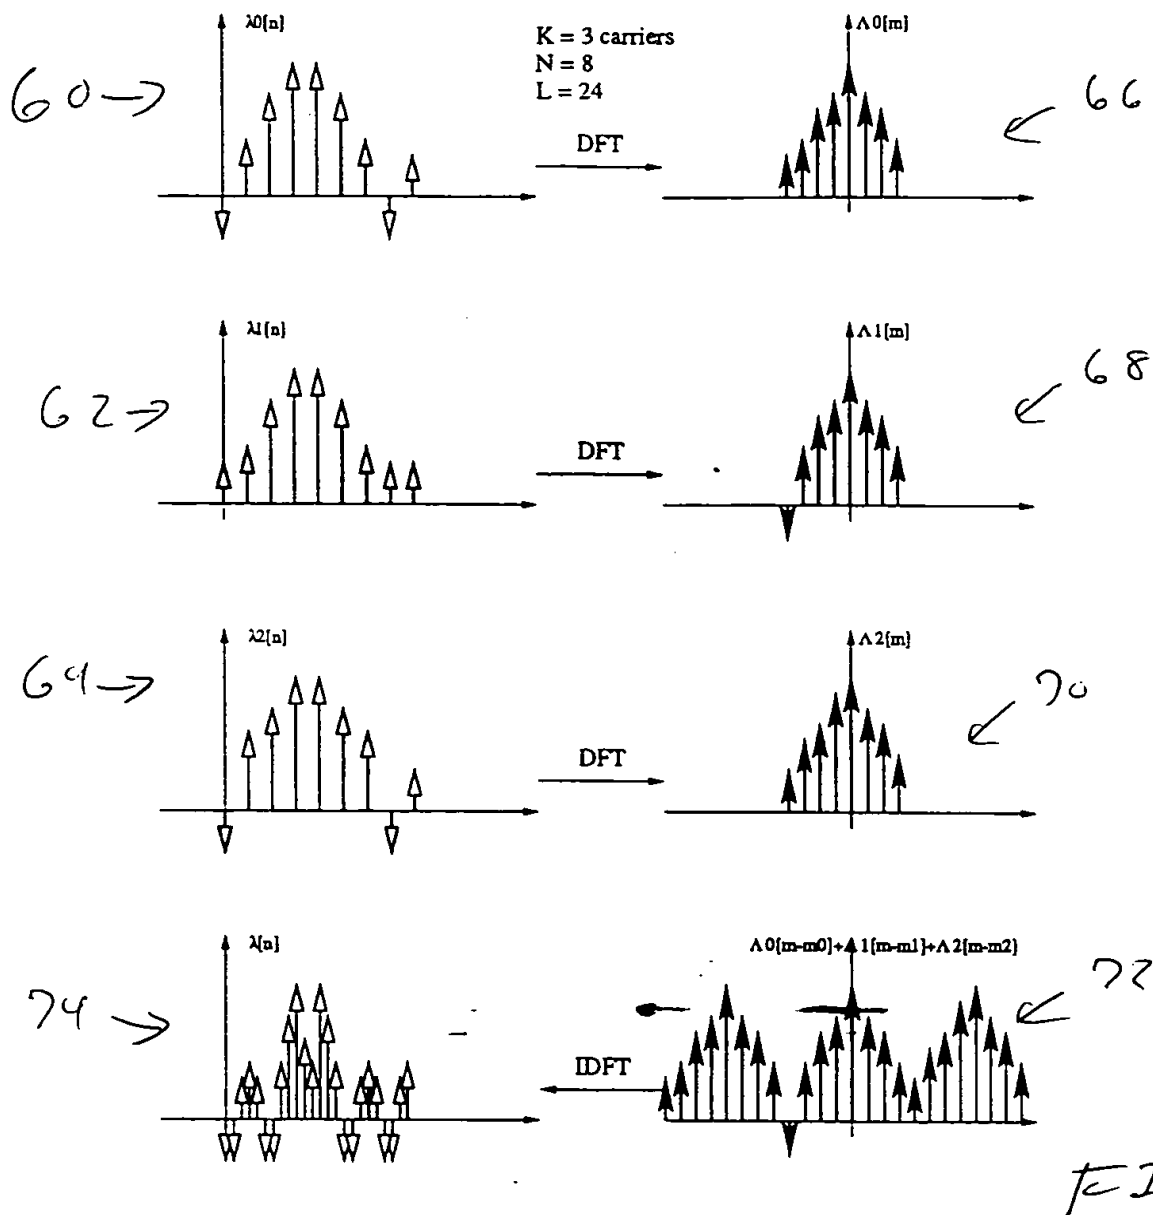 λ0[n]
K = 3 carriers
N = 8
L = 24
Λ0[m]
60
DFT
66
λ1[n]
Λ1[m]
62
DFT
68
λ2[n]
Λ2[m]
64
DFT
70
λ[n]
Λ0[m-m0]+Λ1[m-m1]+Λ2[m-m2]
74
IDFT
72